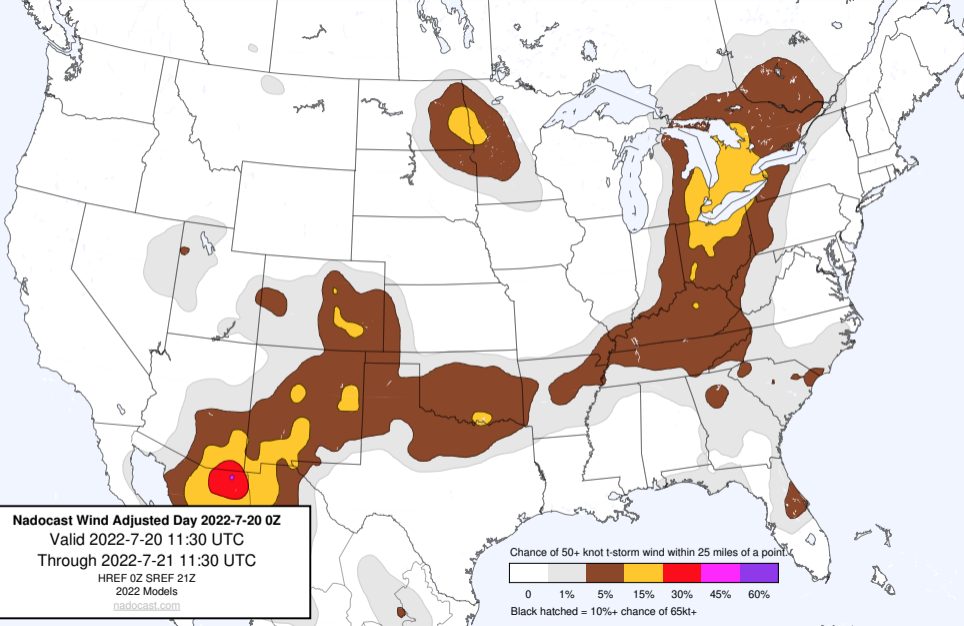 Nadocast Wind Adjusted Day 2022-7-20 0Z
Valid 2022-7-20 11:30 UTC
Through 2022-7-21 11:30 UTC
HREF 0Z SREF 21Z
2022 Models
nadocast.com
Chance of 50+ knot t-storm wind within 25 miles of a point.
0 1% 5% 15% 30% 45% 60%
Black hatched = 10%+ chance of 65kt+